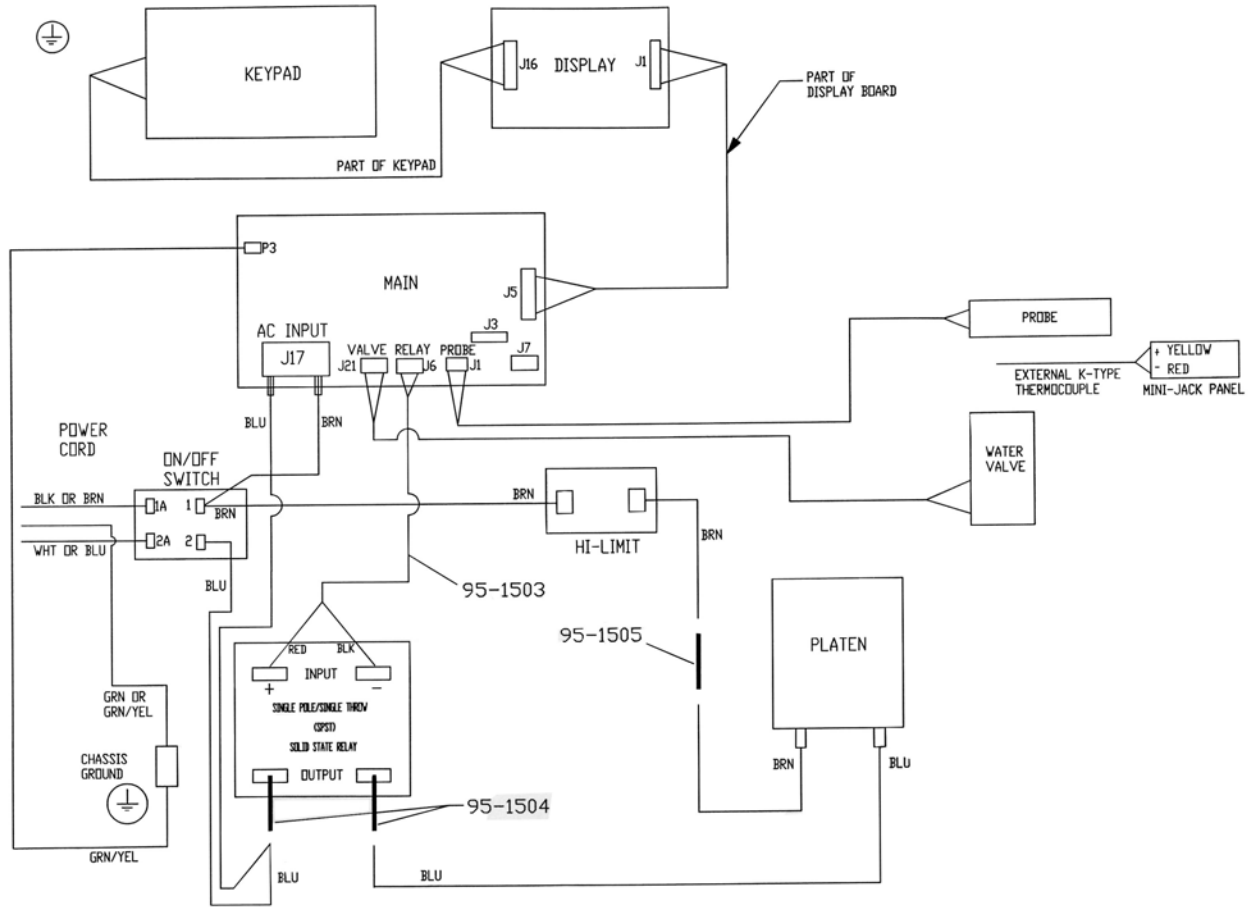 KEYPAD
J16
DISPLAY
J1
PART OF
DISPLAY BOARD
PART OF KEYPAD
P3
MAIN
J5
J3
AC INPUT
J17
VALVE
RELAY
PROBE
J21
J6
J1
J7
PROBE
+ YELLOW
- RED
EXTERNAL K-TYPE
THERMOCOUPLE
MINI-JACK PANEL
BLU
BRN
POWER
CORD
ON/OFF
SWITCH
WATER
VALVE
BLK OR BRN
1A
1
BRN
BRN
2A
2
WHT OR BLU
HI-LIMIT
BRN
BLU
95-1503
95-1505
PLATEN
RED
BLK
INPUT
+
-
SINGLE POLE/SINGLE THROW
(SPST)
SOLID STATE RELAY
OUTPUT
GRN OR
GRN/YEL
CHASSIS
GROUND
BRN
BLU
95-1504
GRN/YEL
BLU
BLU